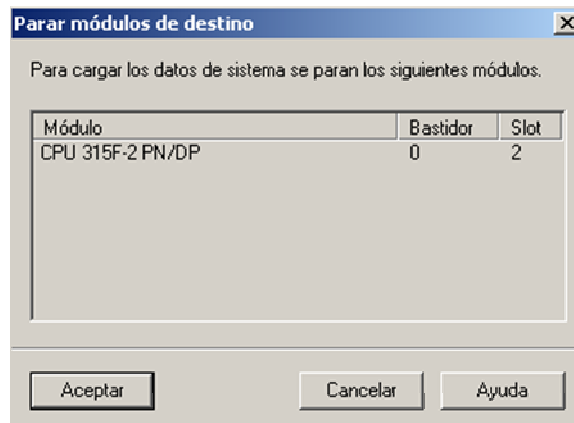 Parar módulos de destino
Para cargar los datos de sistema se paran los siguientes módulos.
Módulo Bastidor Slot
CPU 315F-2 PN/DP 0 2
Aceptar Cancelar Ayuda